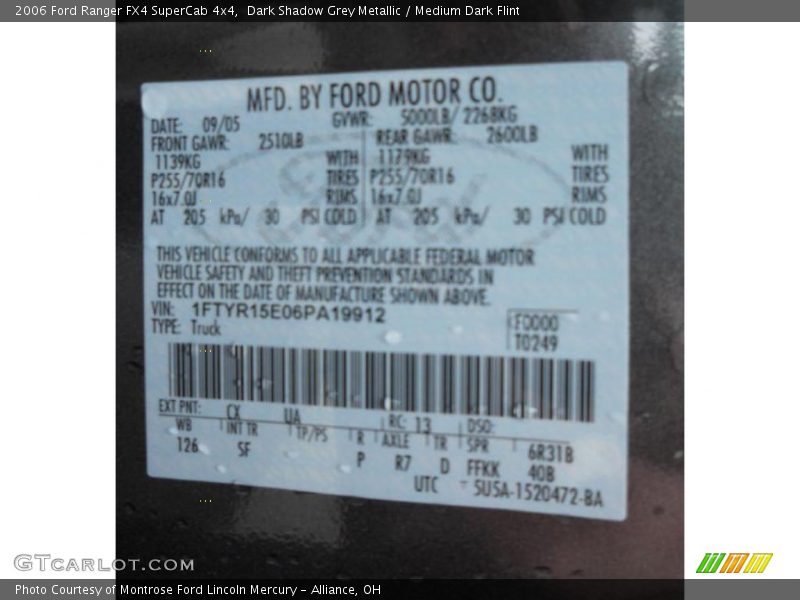 2006 Ford Ranger FX4 SuperCab 4x4,  Dark Shadow Grey Metallic / Medium Dark Flint
MFD. BY FORD MOTOR CO.
DATE: 09/05 GVWR: 5000LB/ 2268KG
FRONT GAWR: 2510LB REAR GAWR: 2600LB
1139KG WITH 1179KG WITH
P255/70R16 TIRES P255/70R16 TIRES
16x7.0J RIMS 16x7.0J RIMS
AT 205 kPa/ 30 PSI COLD AT 205 kPa/ 30 PSI COLD
THIS VEHICLE CONFORMS TO ALL APPLICABLE FEDERAL MOTOR
VEHICLE SAFETY AND THEFT PREVENTION STANDARDS IN
EFFECT ON THE DATE OF MANUFACTURE SHOWN ABOVE.
VIN: 1FTYR15E06PA19912
TYPE: Truck
F0000
T0249
EXT PNT: CX UA RC: 13 DSO:
WB INT TR TP/PS R AXLE TR SPR 6R31B
126 SF P R7 D FFKK 40B
UTC 5U5A-1520472-BA
GTCarLot.com
Photo Courtesy of Montrose Ford Lincoln Mercury - Alliance, OH